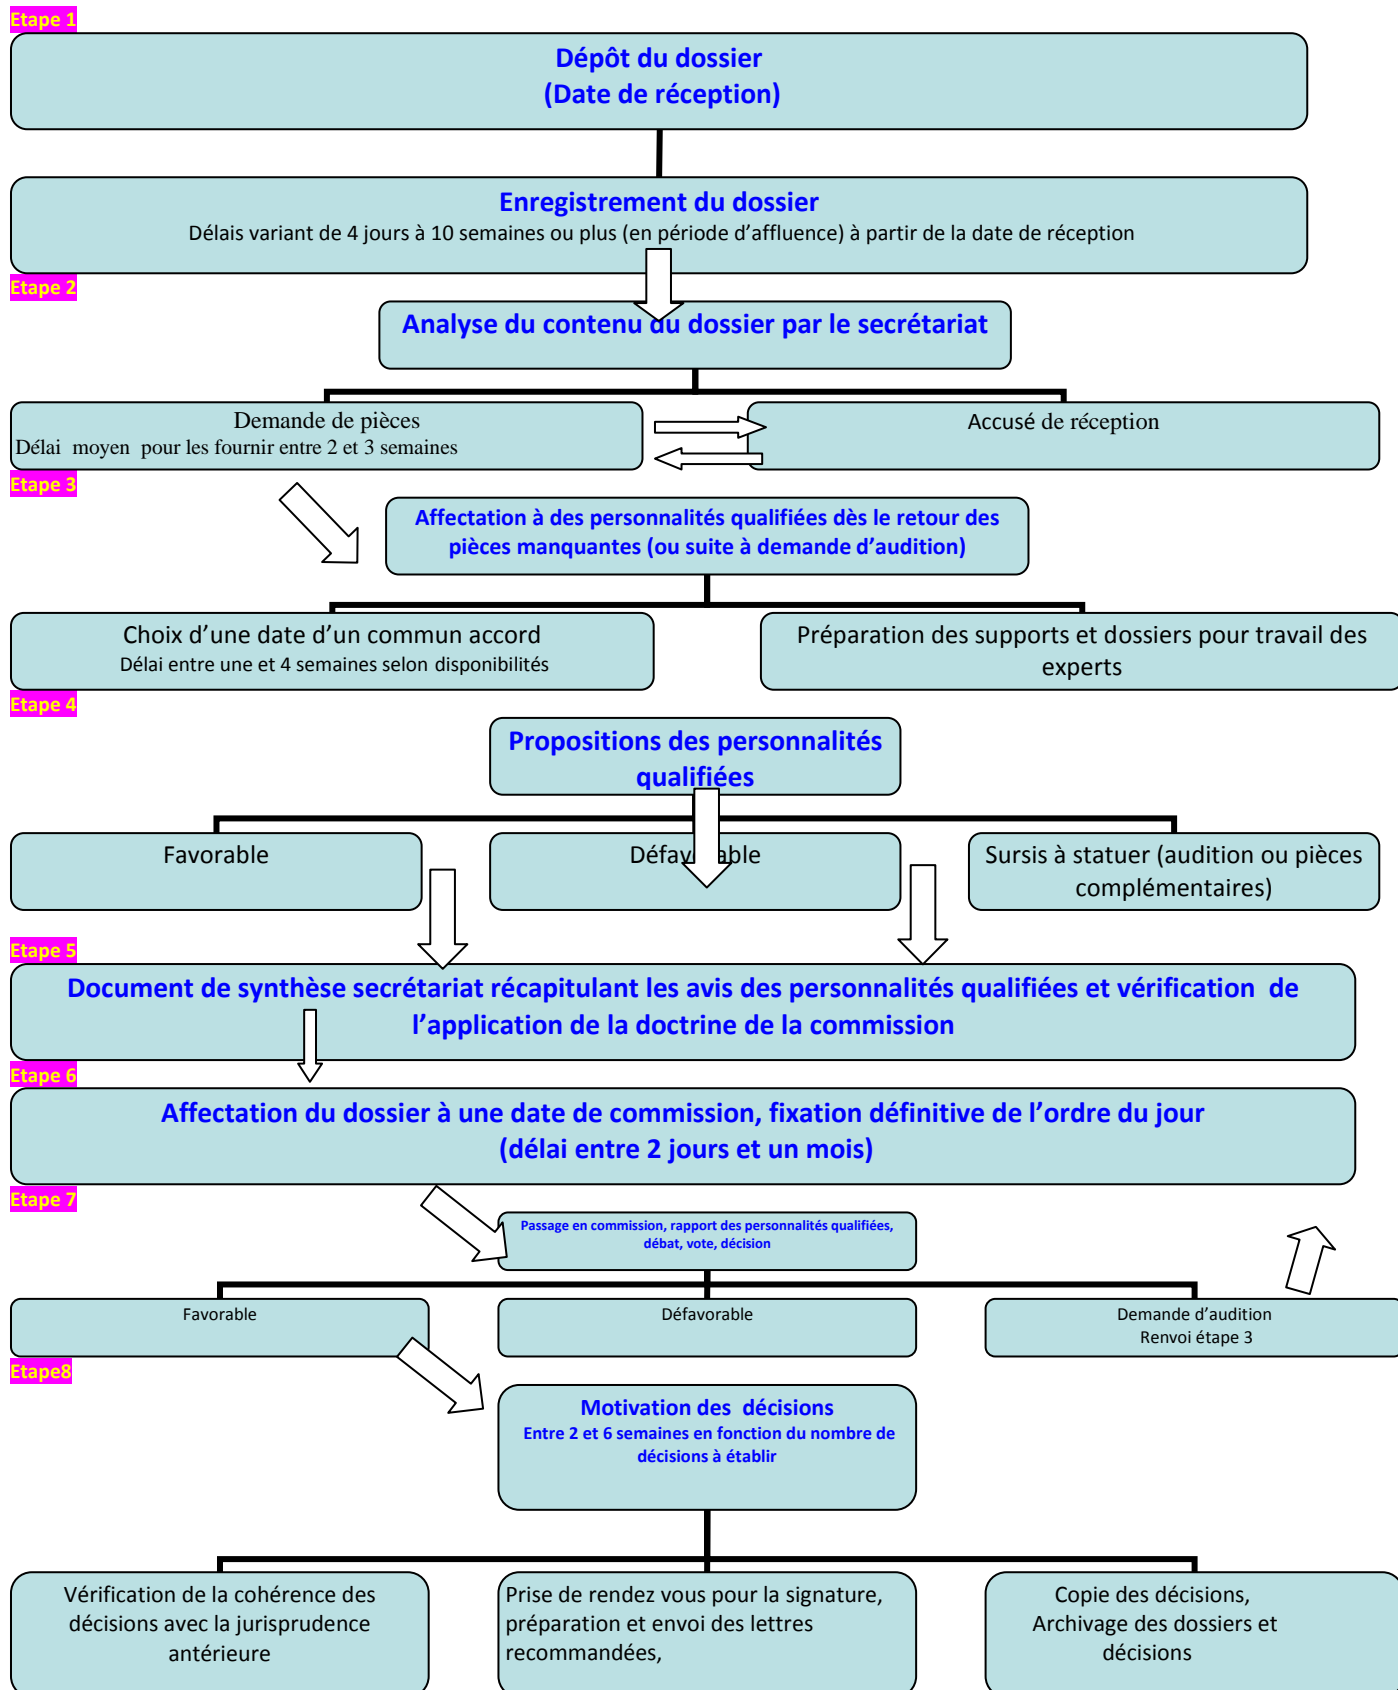 Etape 1
Dépôt du dossier
(Date de réception)
Enregistrement du dossier
Délais variant de 4 jours à 10 semaines ou plus (en période d’affluence) à partir de la date de réception
Etape 2
Analyse du contenu du dossier par le secrétariat
Demande de pièces
Délai moyen pour les fournir entre 2 et 3 semaines
Accusé de réception
Etape 3
Affectation à des personnalités qualifiées dès le retour des
pièces manquantes (ou suite à demande d’audition)
Choix d’une date d’un commun accord
Délai entre une et 4 semaines selon disponibilités
Préparation des supports et dossiers pour travail des
experts
Etape 4
Propositions des personnalités
qualifiées
Favorable
Défavorable
Sursis à statuer (audition ou pièces
complémentaires)
Etape 5
Document de synthèse secrétariat récapitulant les avis des personnalités qualifiées et vérification de
l’application de la doctrine de la commission
Etape 6
Affectation du dossier à une date de commission, fixation définitive de l’ordre du jour
(délai entre 2 jours et un mois)
Etape 7
Passage en commission, rapport des personnalités qualifiées,
débat, vote, décision
Favorable
Défavorable
Demande d’audition
Renvoi étape 3
Etape8
Motivation des décisions
Entre 2 et 6 semaines en fonction du nombre de
décisions à établir
Vérification de la cohérence des
décisions avec la jurisprudence
antérieure
Prise de rendez vous pour la signature,
préparation et envoi des lettres
recommandées,
Copie des décisions,
Archivage des dossiers et
décisions